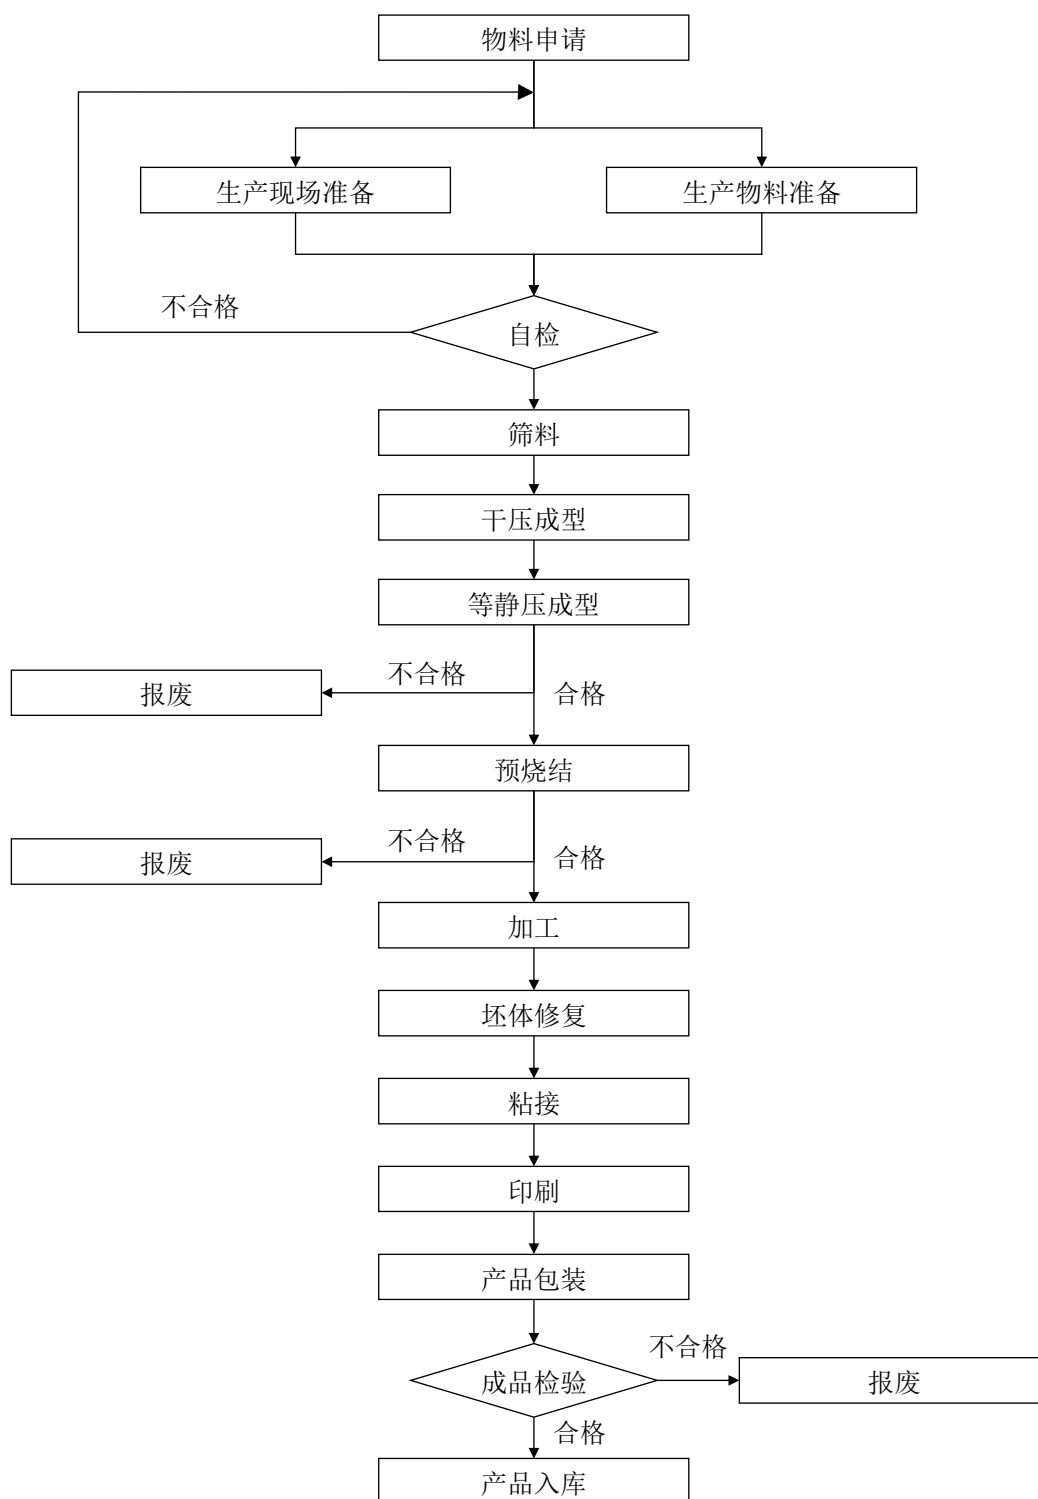 物料申请
生产现场准备
生产物料准备
不合格
自检
筛料
干压成型
等静压成型
不合格
报废
合格
预烧结
不合格
报废
合格
加工
坯体修复
粘接
印刷
产品包装
不合格
成品检验
报废
合格
产品入库